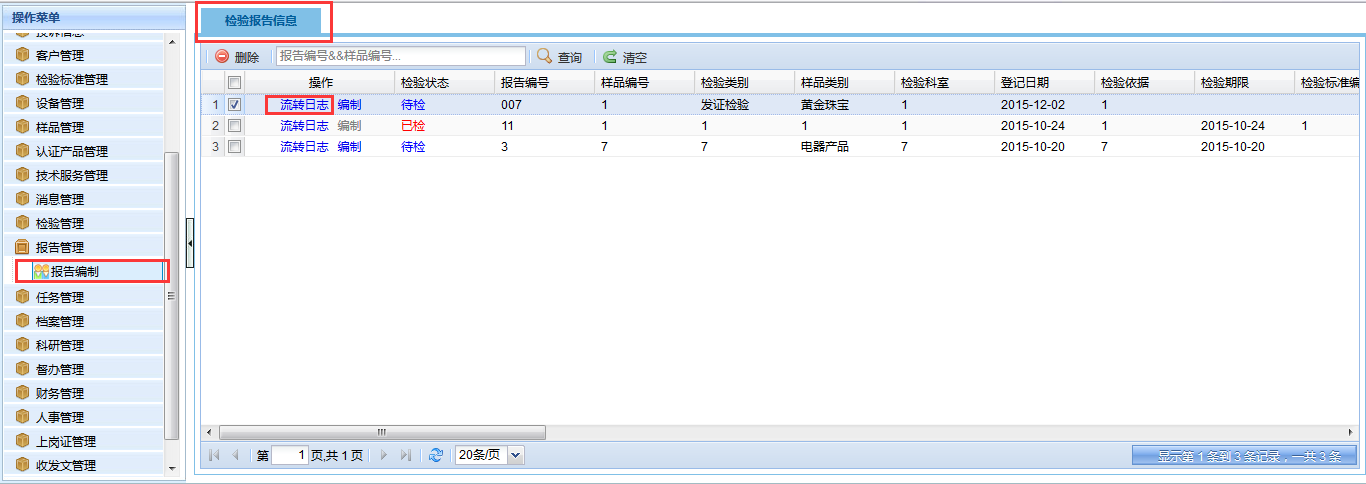 操作菜单
投诉信息
客户管理
检验标准管理
设备管理
样品管理
认证产品管理
技术服务管理
消息管理
检验管理
报告管理
报告编制
任务管理
档案管理
科研管理
督办管理
财务管理
人事管理
上岗证管理
收发文管理
检验报告信息
删除 报告编号&&样品编号... 查询 清空
操作 检验状态 报告编号 样品编号 检验类别 样品类别 检验科室 登记日期 检验依据 检验期限 检验标准编
1 流转日志 编制 待检 007 1 发证检验 黄金珠宝 1 2015-12-02 1
2 流转日志 编制 已检 11 1 1 1 1 2015-10-24 1 2015-10-24 1
3 流转日志 编制 待检 3 7 7 电器产品 7 2015-10-20 7 2015-10-20
第 1 页,共 1 页 20条/页 显示第 1 条到 3 条记录，一共 3 条